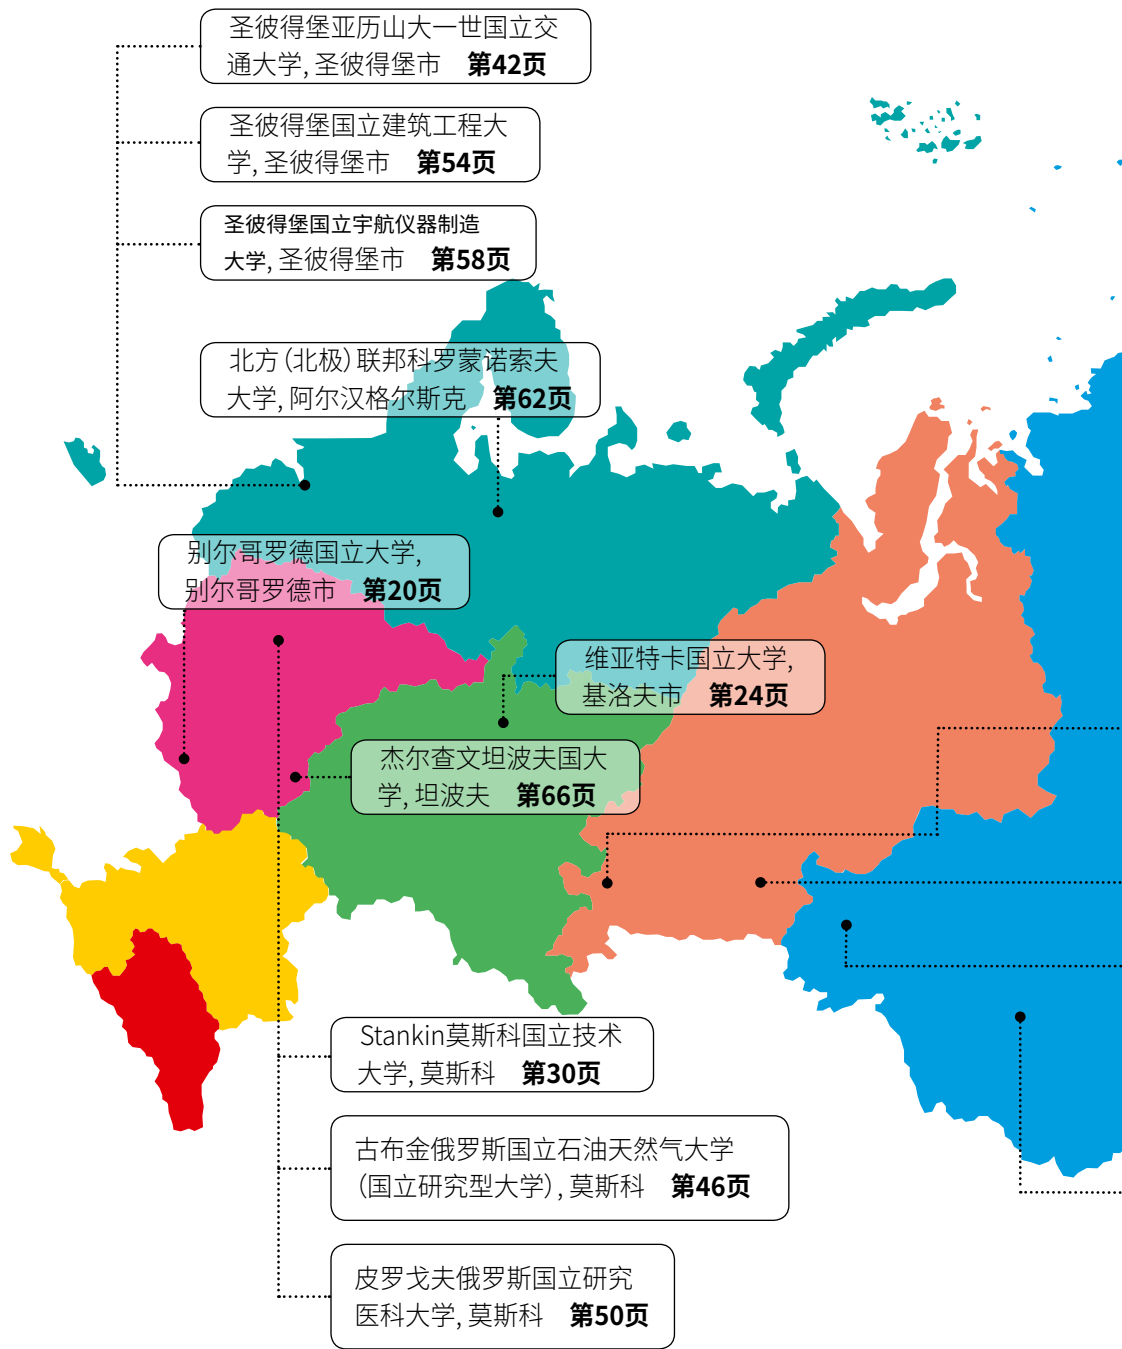 圣彼得堡亚历山大一世国立交
通大学, 圣彼得堡市 第42页
圣彼得堡国立建筑工程大
学, 圣彼得堡市 第54页
圣彼得堡国立宇航仪器制造
大学, 圣彼得堡市 第58页
北方（北极）联邦科罗蒙诺索夫
大学, 阿尔汉格尔斯克 第62页
别尔哥罗德国立大学,
别尔哥罗德市 第20页
维亚特卡国立大学,
基洛夫市 第24页
杰尔查文坦波夫国大
学, 坦波夫 第66页
Stankin莫斯科国立技术
大学, 莫斯科 第30页
古布金俄罗斯国立石油天然气大学
（国立研究型大学）, 莫斯科 第46页
皮罗戈夫俄罗斯国立研究
医科大学, 莫斯科 第50页